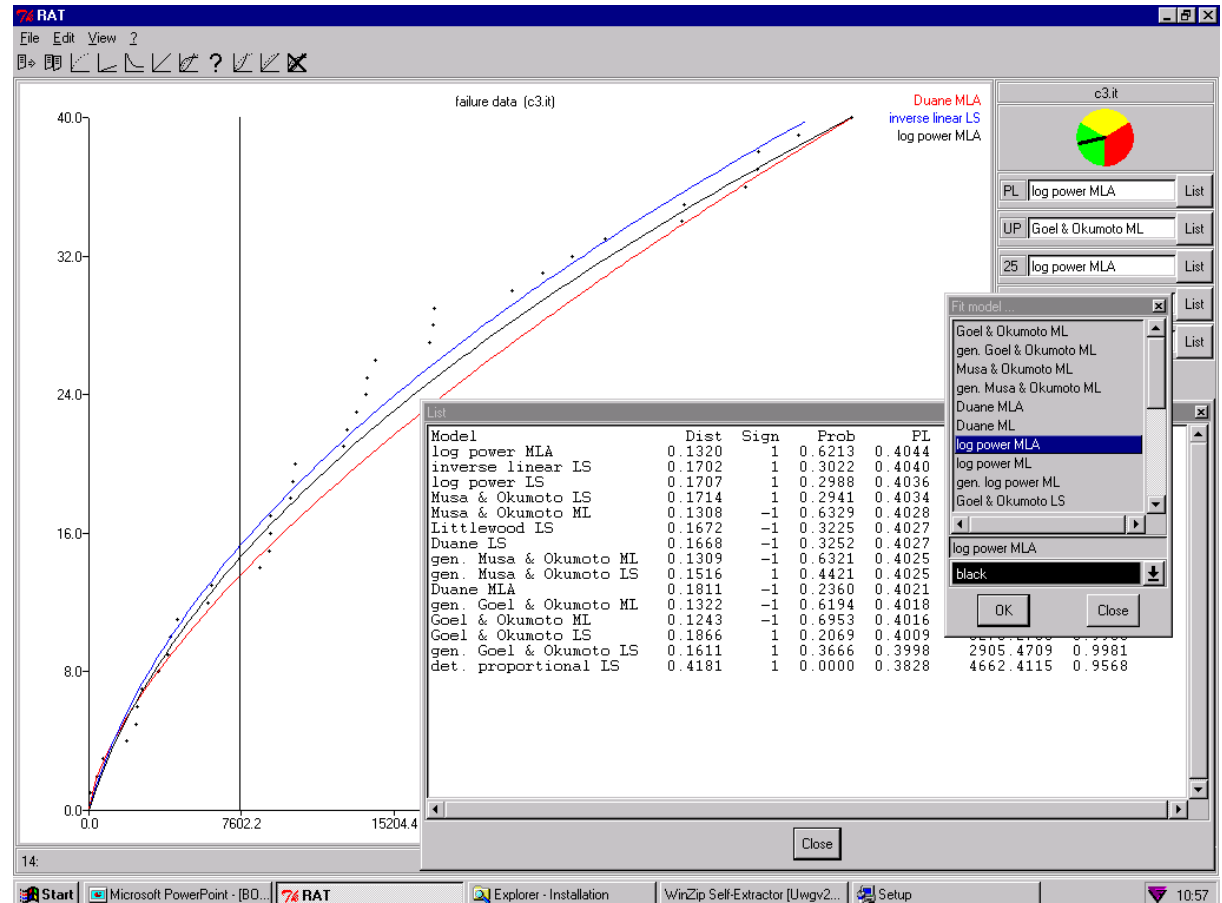 RAT
File Edit View ?
failure data (c3.it)
Duane MLA
inverse linear LS
log power MLA
40.0
32.0
24.0
16.0
8.0
0.0
0.0 7602.2 15204.4
14:
c3.it
PL log power MLA List
UP Goel & Okumoto ML List
25 log power MLA List
List
List
Fit model ...
Goel & Okumoto ML
gen. Goel & Okumoto ML
Musa & Okumoto ML
gen. Musa & Okumoto ML
Duane MLA
Duane ML
log power MLA
log power ML
gen. log power ML
Goel & Okumoto LS
log power MLA
black
OK Close
List
Model Dist Sign Prob PL
log power MLA 0.1320 1 0.6213 0.4044
inverse linear LS 0.1702 1 0.3022 0.4040
log power LS 0.1707 1 0.2988 0.4036
Musa & Okumoto LS 0.1714 1 0.2941 0.4034
Musa & Okumoto ML 0.1308 -1 0.6329 0.4028
Littlewood LS 0.1672 -1 0.3225 0.4027
Duane LS 0.1668 -1 0.3252 0.4027
gen. Musa & Okumoto ML 0.1309 -1 0.6321 0.4025
gen. Musa & Okumoto LS 0.1516 1 0.4421 0.4025
Duane MLA 0.1811 -1 0.2360 0.4021
gen. Goel & Okumoto ML 0.1322 -1 0.6194 0.4018
Goel & Okumoto ML 0.1243 -1 0.6953 0.4016
Goel & Okumoto LS 0.1866 1 0.2069 0.4009
gen. Goel & Okumoto LS 0.1611 1 0.3666 0.3998 2905.4709 0.9981
det. proportional LS 0.4181 1 0.0000 0.3828 4662.4115 0.9568
Close
Start Microsoft PowerPoint - [BO... RAT Explorer - Installation WinZip Self-Extractor [Uwgv2... Setup 10:57